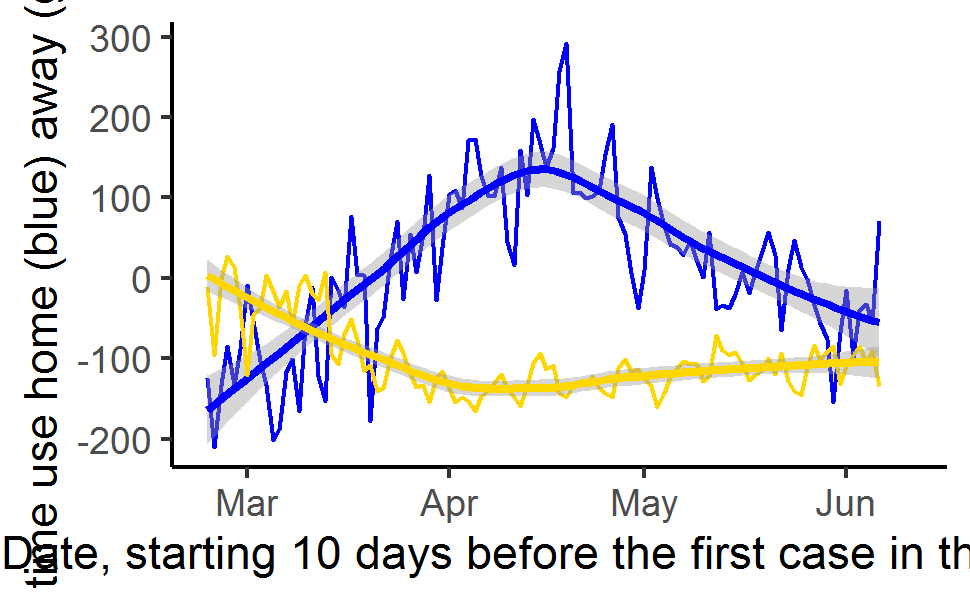 time use home (blue) away (
300
200
100
0
-100
-200
Mar Apr May Jun
Date, starting 10 days before the first case in th